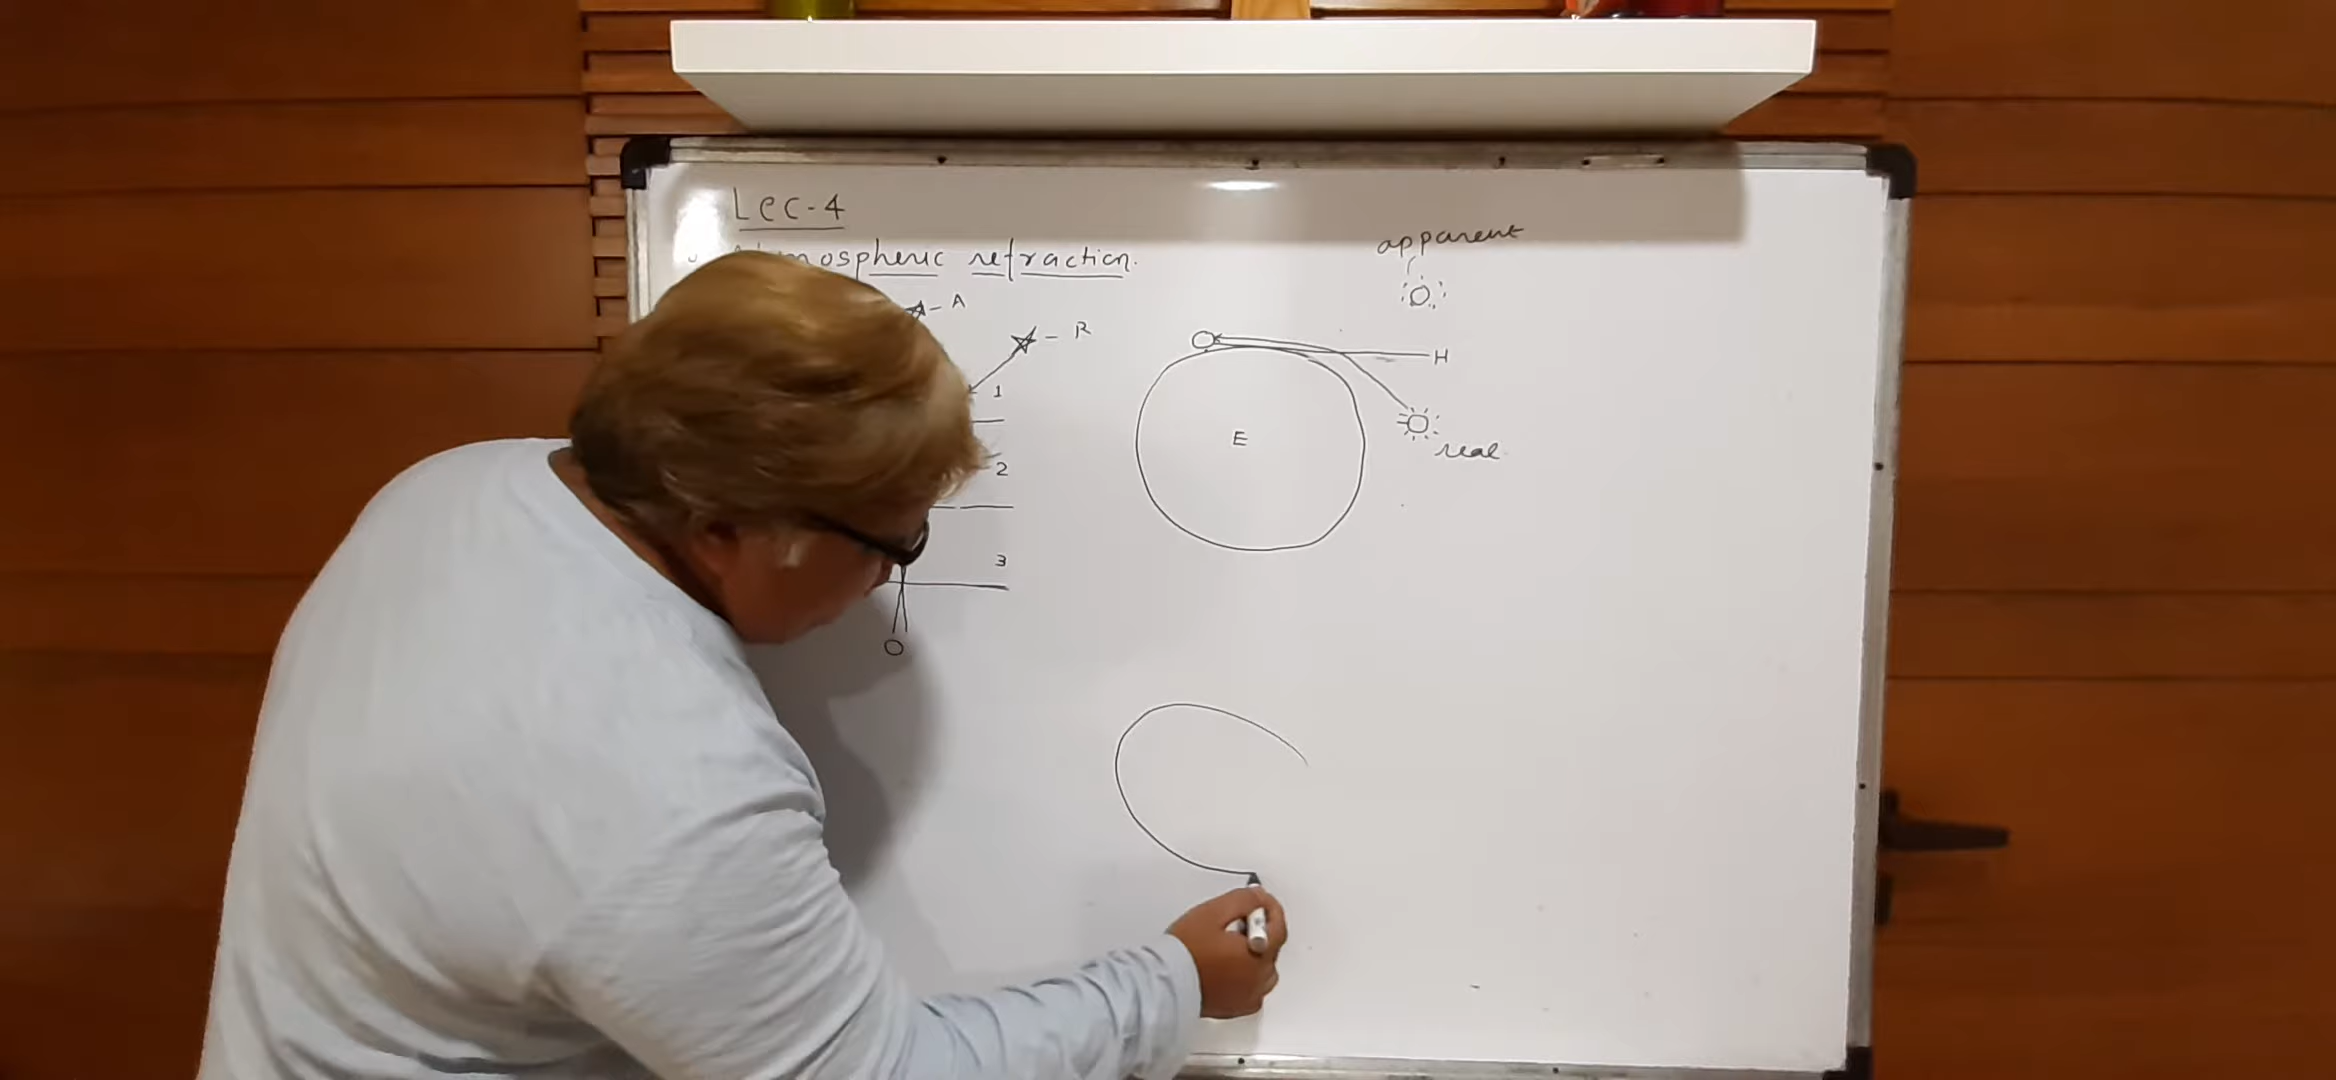 Lec-4
refraction.
A
R
1
2
3
O
apparent
H
E
real